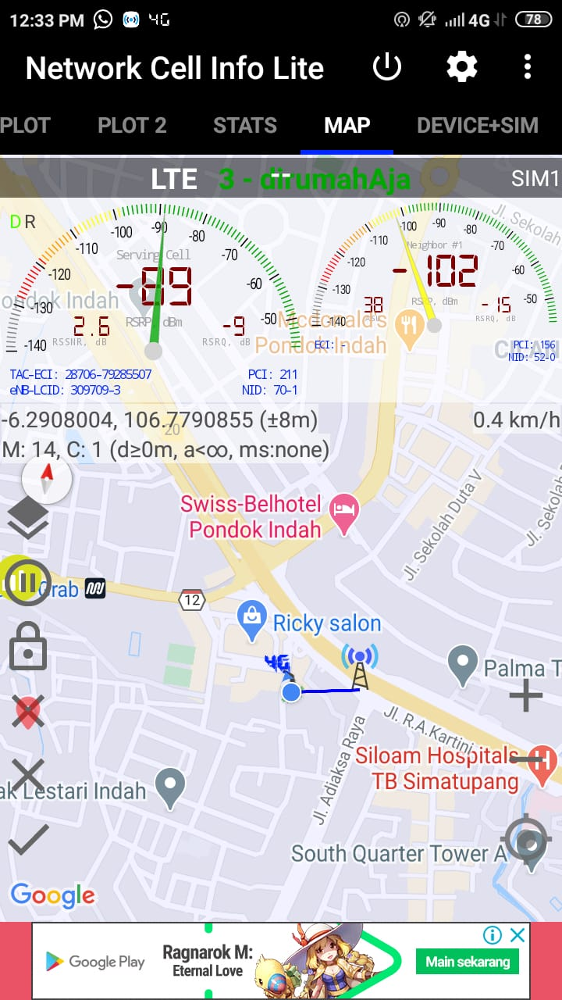 12:33 PM 4G 4G 78
Network Cell Info Lite
PLOT PLOT 2 STATS MAP DEVICE+SIM
LTE 3 - dirumahAja -- SIM1
DR
-140 -130 -120 -110 -100 -90 -80 -70 -60 -50
Serving Cell
-89
RSRP, dBm
2.6
RSSNR, dB
-9
RSRQ, dB
TAC-ECI: 28706-79285507 PCI: 211
eNB-LCID: 309709-3 NID: 70-1
-140 -130 -120 -110 -100 -90 -80 -70 -60 -50
Neighbor #1
-102
RSRP, dBm
38
ASU
-15
RSRQ, dB
ECI: - PCI: 156
NID: 52-0
Jl. Sekolah
ondok Indah
Mcdonald's
Pondok Indah
-6.2908004, 106.7790855 (±8m) 0.4 km/h
20
M: 14, C: 1 (d≥0m, a<∞, ms:none)
Swiss-Belhotel
Pondok Indah
Jl. Sekolah Duta V
Jl. Sekolah
Grab
12
Ricky salon
4G
Palma T
Jl. R.A.Kartini
Jl. Adiaksa Raya
Siloam Hospitals
TB Simatupang
ak Lestari Indah
South Quarter Tower A
Google
Google Play
Ragnarok M:
Eternal Love
Main sekarang